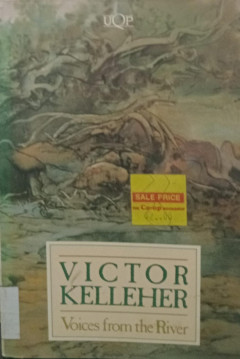 UQP
SALE PRICE
VICTOR
KELLEHER
Voices from the River